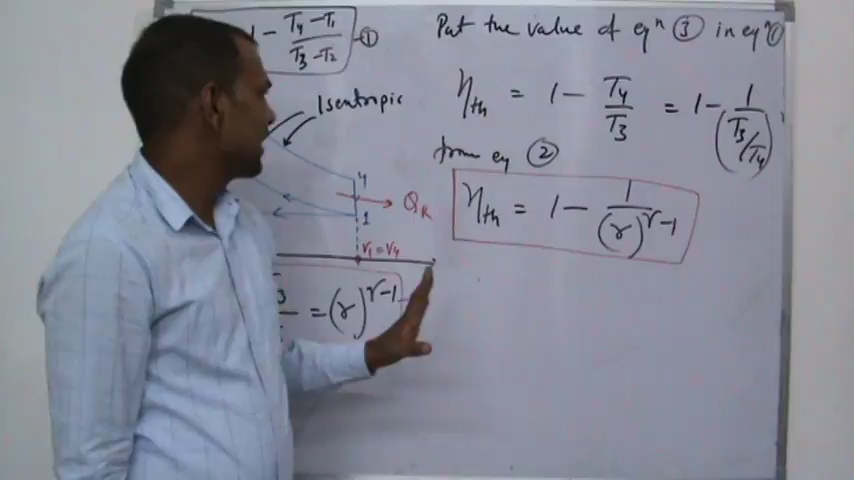 1 - T4 - T1 / T3 - T2 - ①
Isentropic
4
QR
1
V1 = V4
3 = (r)^γ-1
Put the value of eqn ③ in eqn ①
ηth = 1 - T4 / T3 = 1 - 1 / (T3/T4)
from eq ②
ηth = 1 - 1 / (r)^γ-1